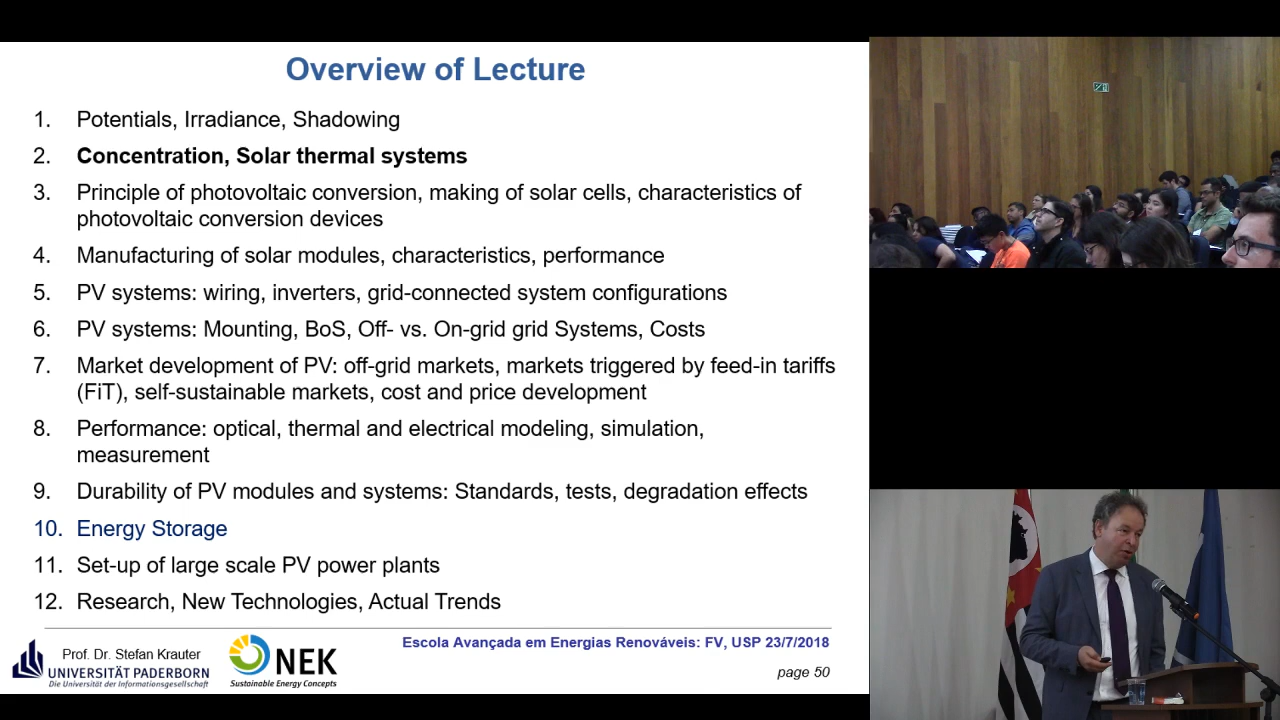 Overview of Lecture
1. Potentials, Irradiance, Shadowing
2. Concentration, Solar thermal systems
3. Principle of photovoltaic conversion, making of solar cells, characteristics of
photovoltaic conversion devices
4. Manufacturing of solar modules, characteristics, performance
5. PV systems: wiring, inverters, grid-connected system configurations
6. PV systems: Mounting, BoS, Off- vs. On-grid grid Systems, Costs
7. Market development of PV: off-grid markets, markets triggered by feed-in tariffs
(FiT), self-sustainable markets, cost and price development
8. Performance: optical, thermal and electrical modeling, simulation,
measurement
9. Durability of PV modules and systems: Standards, tests, degradation effects
10. Energy Storage
11. Set-up of large scale PV power plants
12. Research, New Technologies, Actual Trends
Prof. Dr. Stefan Krauter
UNIVERSITÄT PADERBORN
Die Universität der Informationsgesellschaft
NEK
Sustainable Energy Concepts
Escola Avançada em Energias Renováveis: FV, USP 23/7/2018
page 50